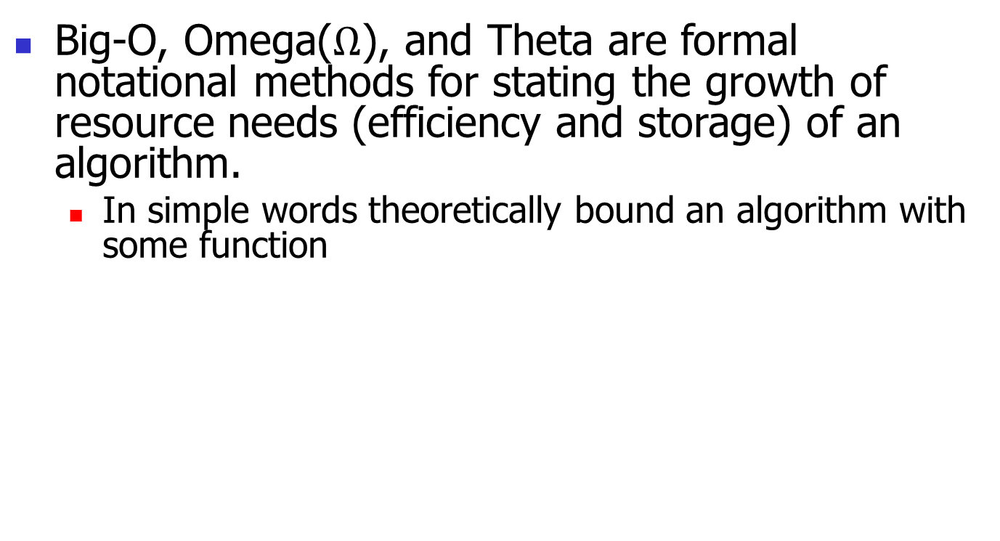 Big-O, Omega(Ω), and Theta are formal
notational methods for stating the growth of
resource needs (efficiency and storage) of an
algorithm.
In simple words theoretically bound an algorithm with
some function